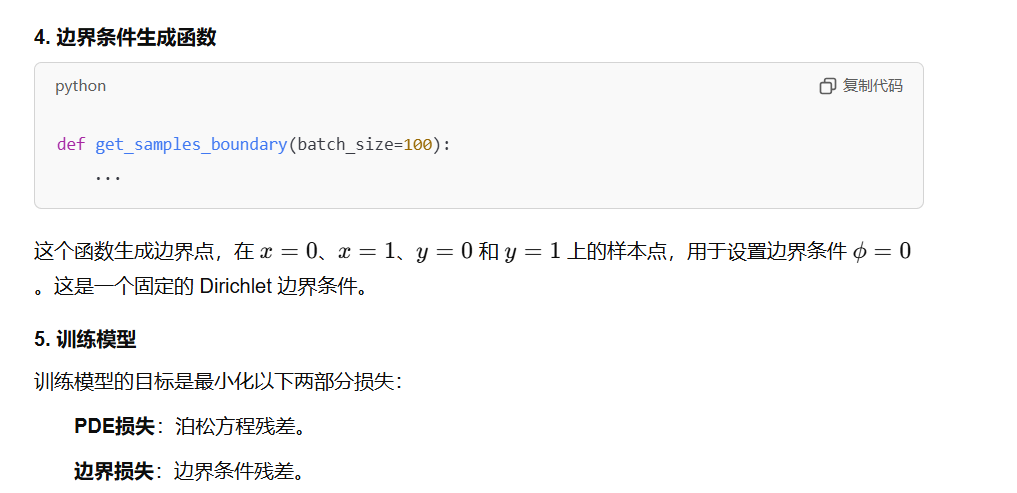 4. 边界条件生成函数
python 复制代码
def get_samples_boundary(batch_size=100):
...
这个函数生成边界点，在 x = 0、x = 1、y = 0 和 y = 1 上的样本点，用于设置边界条件 ϕ = 0
。这是一个固定的 Dirichlet 边界条件。
5. 训练模型
训练模型的目标是最小化以下两部分损失：
PDE损失：泊松方程残差。
边界损失：边界条件残差。